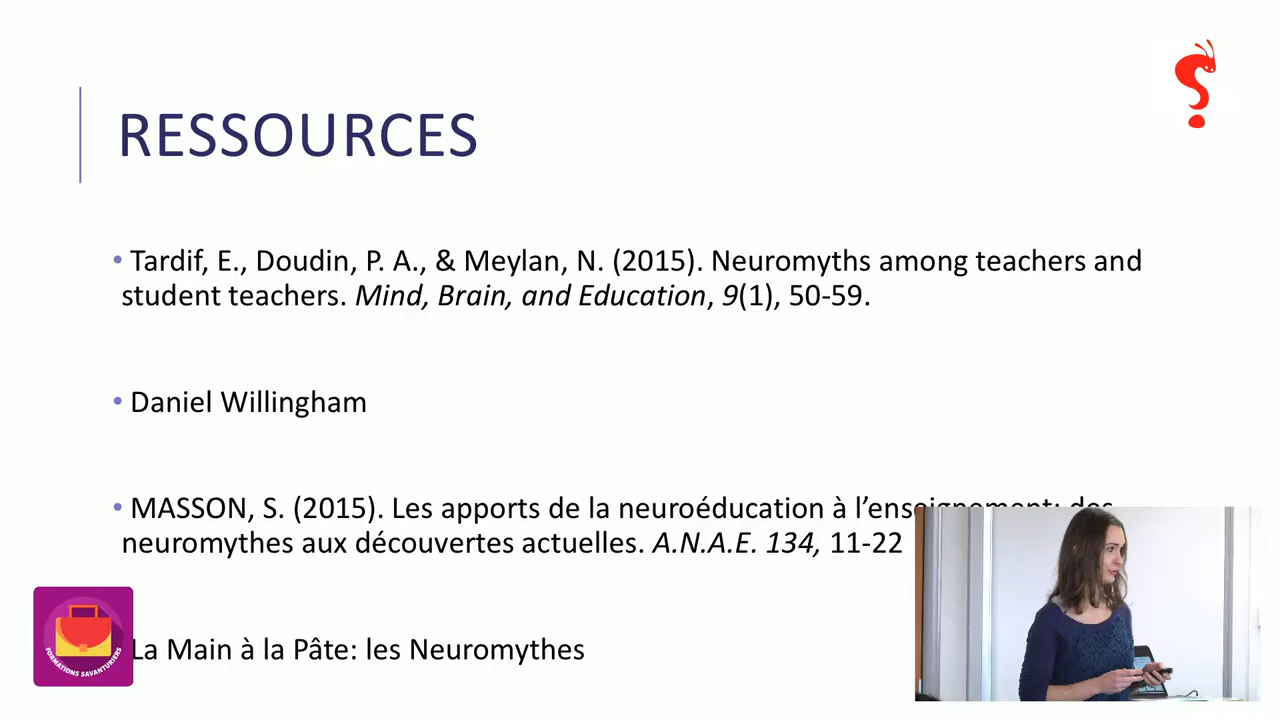 RESSOURCES
• Tardif, E., Doudin, P. A., & Meylan, N. (2015). Neuromyths among teachers and
student teachers. Mind, Brain, and Education, 9(1), 50-59.
• Daniel Willingham
• MASSON, S. (2015). Les apports de la neuroéducation à l’enseignement: des
neuromythes aux découvertes actuelles. A.N.A.E. 134, 11-22
La Main à la Pâte: les Neuromythes
FORMATIONS SAVANTURIERS